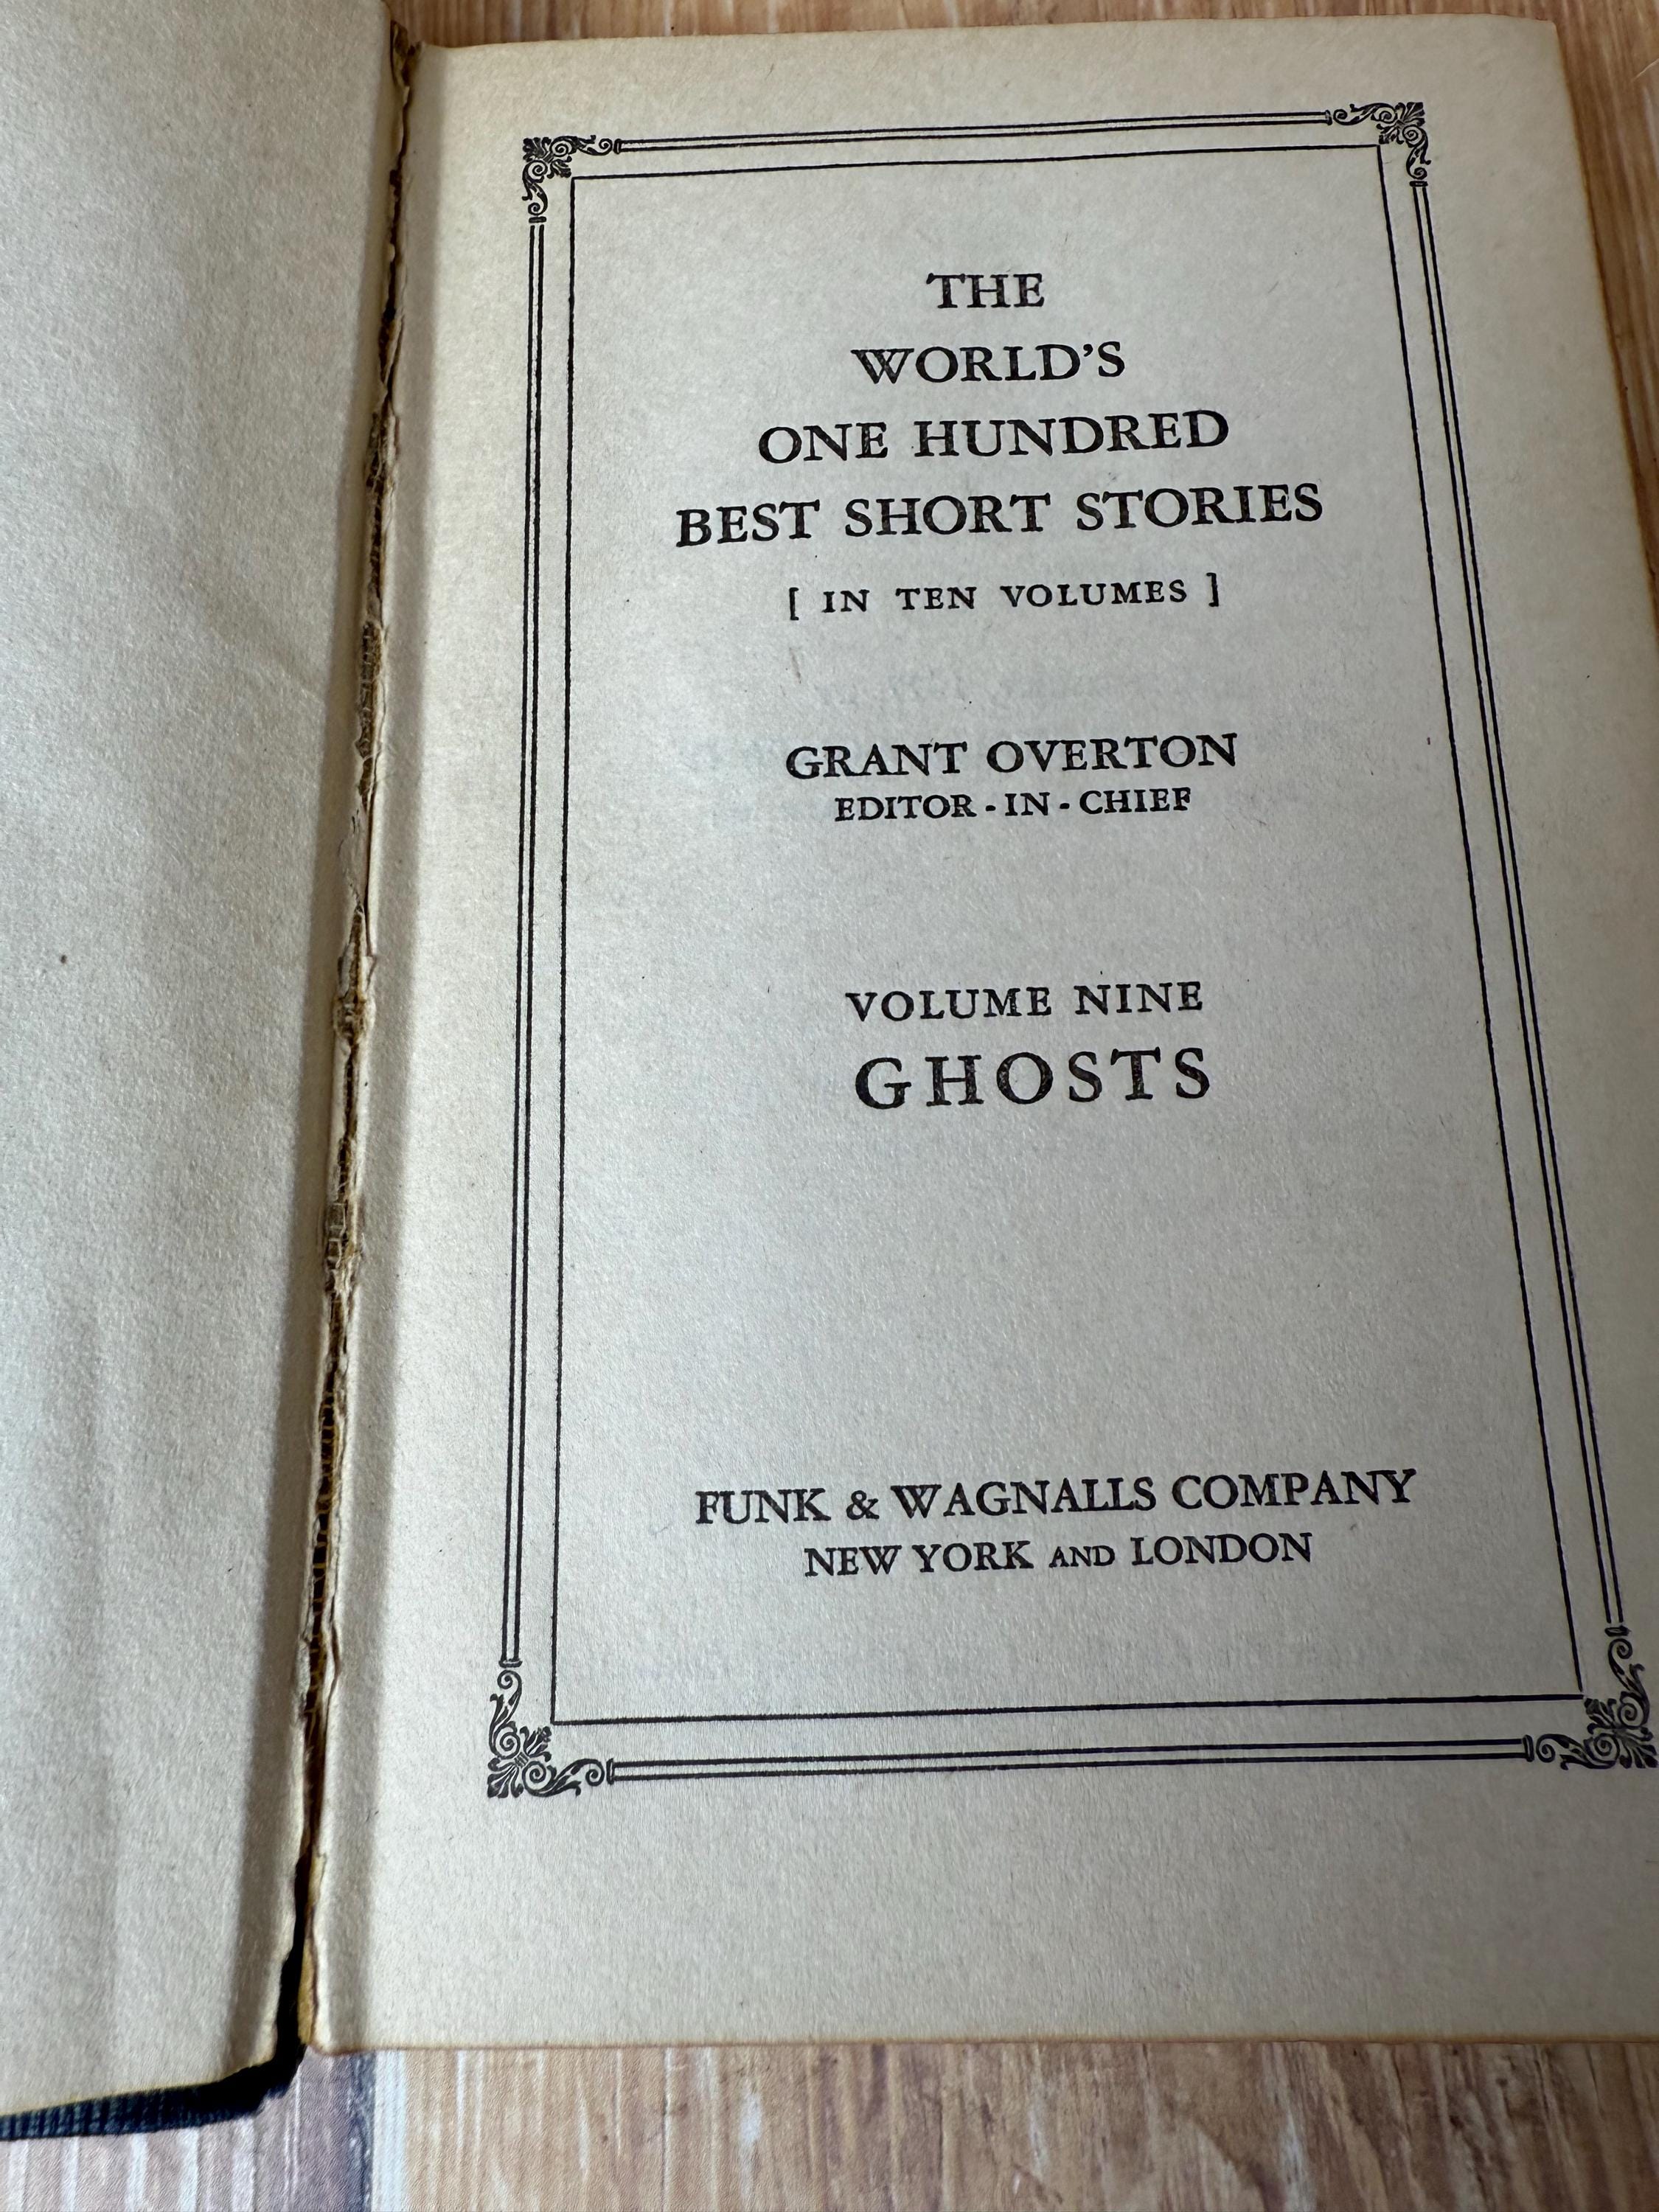 THE
WORLD'S
ONE HUNDRED
BEST SHORT STORIES
[ IN TEN VOLUMES ]
GRANT OVERTON
EDITOR-IN-CHIEF
VOLUME NINE
GHOSTS
FUNK & WAGNALLS COMPANY
NEW YORK AND LONDON